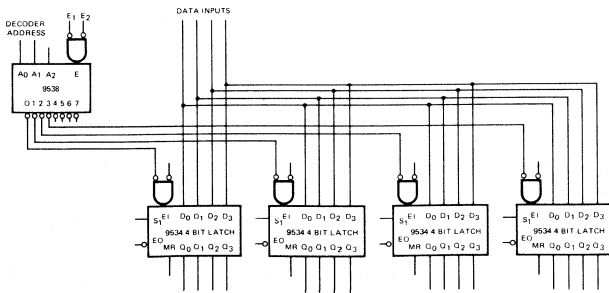 DATA INPUTS
E1 E2
DECODER
ADDRESS
A0 A1 A2 E
9538
0 1 2 3 4 5 6 7
EI D0 D1 D2 D3
S1
9534 4 BIT LATCH
EO
MR Q0 Q1 Q2 Q3
EI D0 D1 D2 D3
S1
9534 4 BIT LATCH
EO
MR Q0 Q1 Q2 Q3
EI D0 D1 D2 D3
S1
9534 4 BIT LATCH
EO
MR Q0 Q1 Q2 Q3
EI D0 D1 D2 D3
S1
9534 4 BIT LATCH
EO
MR Q0 Q1 Q2 Q3